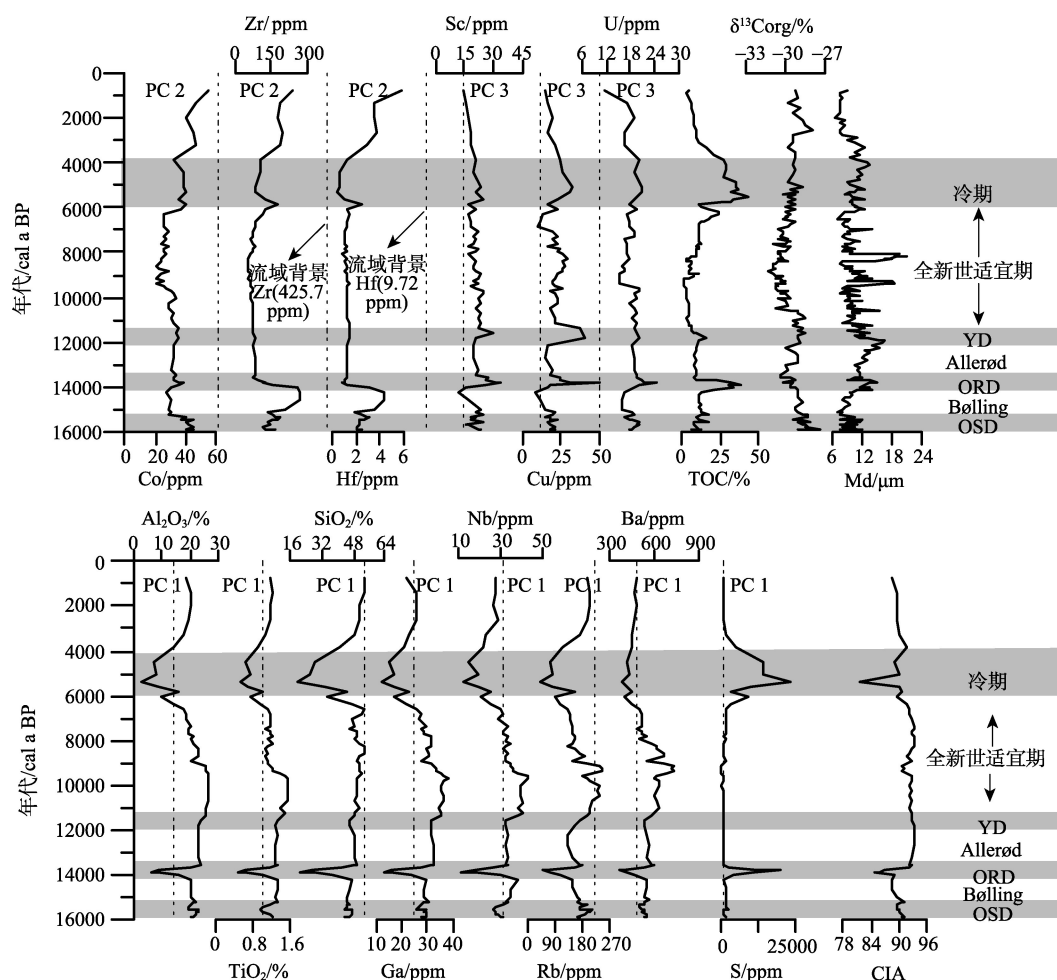 Zr/ppm Sc/ppm U/ppm δ¹³Corg/%
0 150 300 0 15 30 45 6 12 18 24 30 −33 −30 −27
0
2000
4000
6000
8000
10000
12000
14000
16000
年代/cal a BP
PC 2 PC 2 PC 2 PC 3 PC 3 PC 3
流域背景
Zr(425.7
ppm)
流域背景
Hf(9.72
ppm)
冷期
全新世适宜期
YD
Allerød
ORD
Bølling
OSD
0 20 40 60 0 2 4 6 0 25 50 0 25 50 6 12 18 24
Co/ppm Hf/ppm Cu/ppm TOC/% Md/μm
Al₂O₃/% SiO₂/% Nb/ppm Ba/ppm
0 10 20 30 16 32 48 64 10 30 50 300 600 900
0
2000
4000
6000
8000
10000
12000
14000
16000
年代/cal a BP
PC 1 PC 1 PC 1 PC 1 PC 1 PC 1 PC 1 PC 1
冷期
全新世适宜期
YD
Allerød
ORD
Bølling
OSD
0 0.8 1.6 10 20 30 40 0 90 180 270 0 25000 78 84 90 96
TiO₂/% Ga/ppm Rb/ppm S/ppm CIA